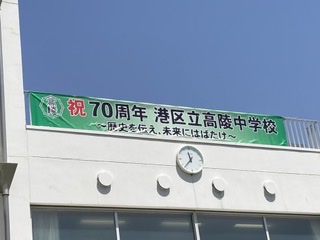 祝 70周年 港区立高陵中学校
～歴史を伝え、未来にはばたけ～